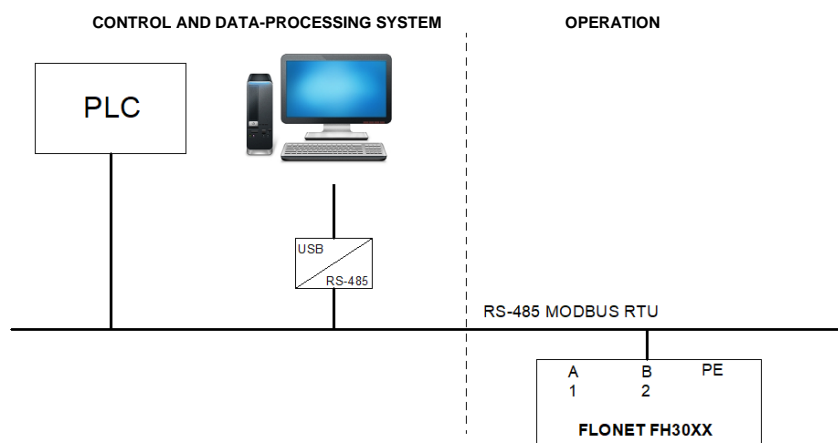 CONTROL AND DATA-PROCESSING SYSTEM
OPERATION
PLC
USB
RS-485
RS-485 MODBUS RTU
A B PE
1 2
FLONET FH30XX